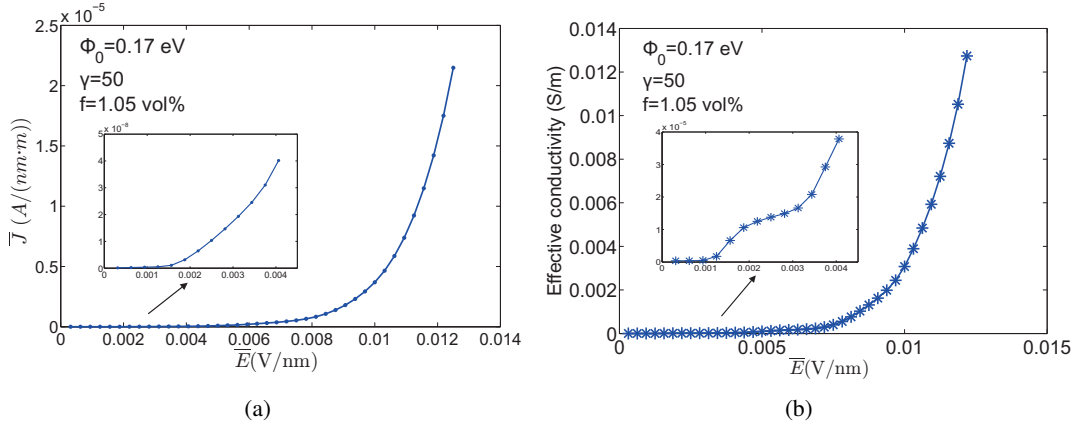 2.5 x 10⁻⁵
2
1.5
1
0.5
0
0 0.002 0.004 0.006 0.008 0.01 0.012 0.014
J̅ (A/(nm·m))
E̅(V/nm)
Φ₀=0.17 eV
γ=50
f=1.05 vol%
5 x 10⁻⁸
4
3
2
1
0
0 0.001 0.002 0.003 0.004
(a)
0.014
0.012
0.01
0.008
0.006
0.004
0.002
0
0 0.005 0.01 0.015
Effective conductivity (S/m)
E̅(V/nm)
Φ₀=0.17 eV
γ=50
f=1.05 vol%
4 x 10⁻⁵
3
2
1
0
0 0.001 0.002 0.003 0.004
(b)